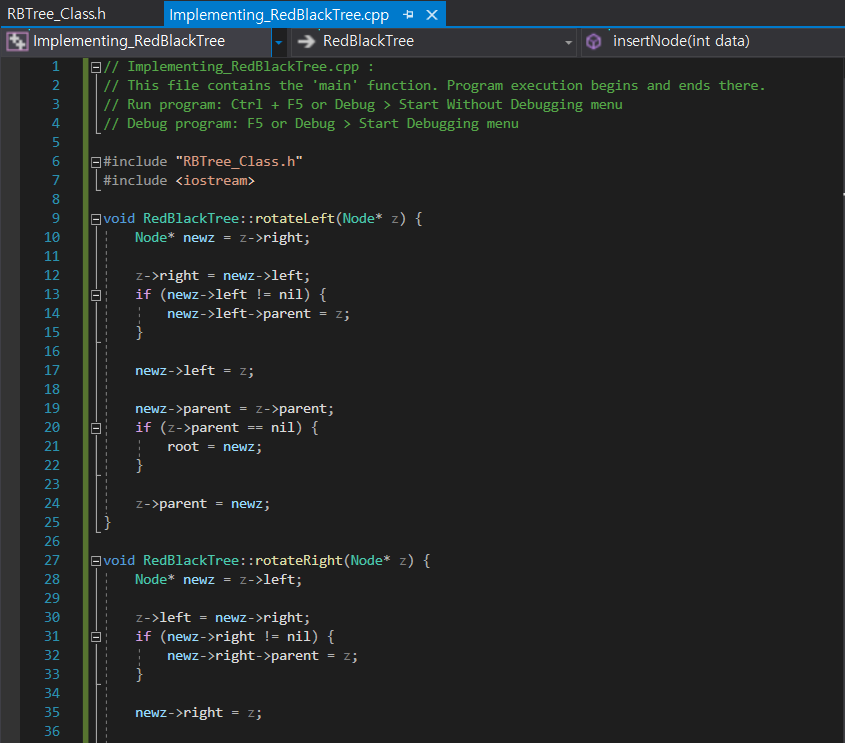 RBTree_Class.h Implementing_RedBlackTree.cpp
Implementing_RedBlackTree RedBlackTree insertNode(int data)
1 // Implementing_RedBlackTree.cpp :
2 // This file contains the 'main' function. Program execution begins and ends there.
3 // Run program: Ctrl + F5 or Debug > Start Without Debugging menu
4 // Debug program: F5 or Debug > Start Debugging menu
5
6 #include "RBTree_Class.h"
7 #include <iostream>
8
9 void RedBlackTree::rotateLeft(Node* z) {
10     Node* newz = z->right;
11
12     z->right = newz->left;
13     if (newz->left != nil) {
14         newz->left->parent = z;
15     }
16
17     newz->left = z;
18
19     newz->parent = z->parent;
20     if (z->parent == nil) {
21         root = newz;
22     }
23
24     z->parent = newz;
25 }
26
27 void RedBlackTree::rotateRight(Node* z) {
28     Node* newz = z->left;
29
30     z->left = newz->right;
31     if (newz->right != nil) {
32         newz->right->parent = z;
33     }
34
35     newz->right = z;
36